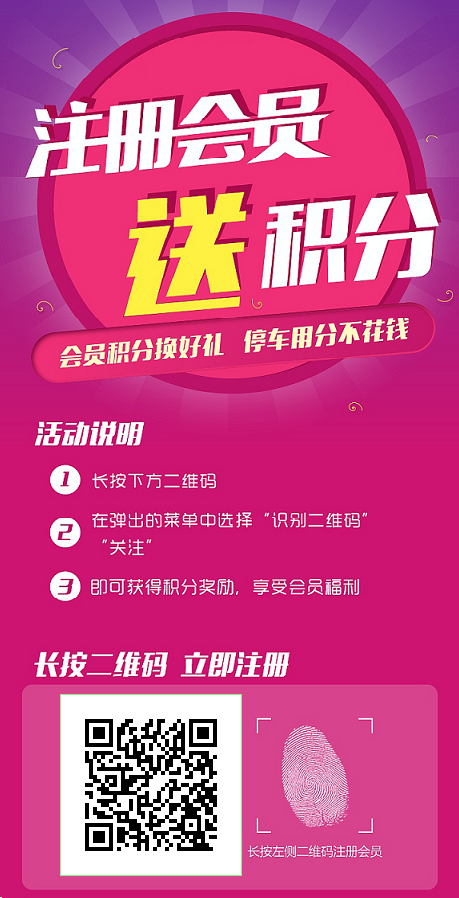 注册会员
送积分
会员积分换好礼 停车用分不花钱
活动说明
1 长按下方二维码
2 在弹出的菜单中选择“识别二维码”
“关注”
3 即可获得积分奖励，享受会员福利
长按二维码 立即注册
长按左侧二维码注册会员